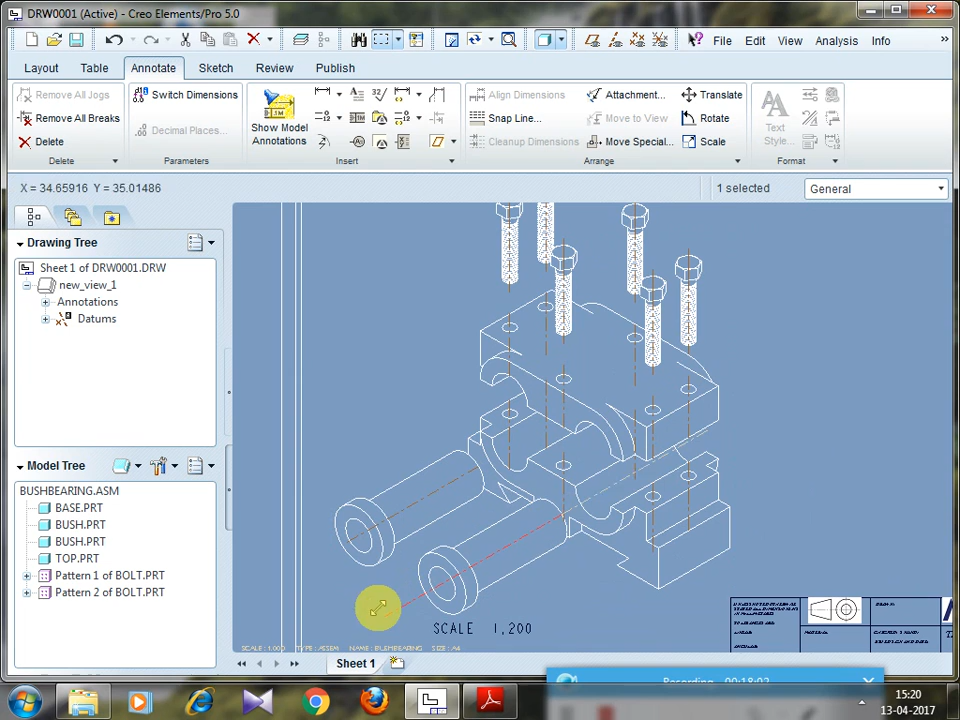 DRW0001 (Active) - Creo Elements/Pro 5.0
File Edit View Analysis Info »
Layout Table Annotate Sketch Review Publish
Remove All Jogs
Remove All Breaks
Delete
Delete
Switch Dimensions
Decimal Places...
Parameters
Show Model
Annotations
Insert
Align Dimensions
Snap Line...
Cleanup Dimensions
Attachment...
Move to View
Move Special...
Translate
Rotate
Scale
Arrange
Text
Style...
Format
X = 34.65916 Y = 35.01486
1 selected
General
Drawing Tree
Sheet 1 of DRW0001.DRW
new_view_1
Annotations
Datums
Model Tree
BUSHBEARING.ASM
BASE.PRT
BUSH.PRT
BUSH.PRT
TOP.PRT
Pattern 1 of BOLT.PRT
Pattern 2 of BOLT.PRT
SCALE 1,200
Sheet 1
Recording... 00:18:02
15:20
13-04-2017